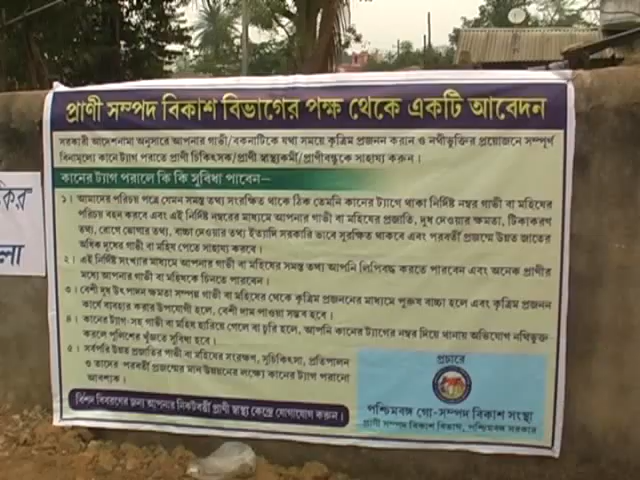 প্রাণী সম্পদ বিকাশ বিভাগের পক্ষ থেকে একটি আবেদন
সরকারী আদেশনামা অনুসারে আপনার গাভী/বকনাটিকে যথা সময়ে কৃত্রিম প্রজনন করান ও নথীভুক্তির প্রয়োজনে সম্পূর্ণ
বিনামূল্যে কানে ট্যাগ পরাতে প্রাণী চিকিৎসক/প্রাণী স্বাস্থ্যকর্মী/প্রাণীবন্ধুকে সাহায্য করুন।
কানের ট্যাগ পরালে কি কি সুবিধা পাবেন–
১। আমাদের পরিচয় পত্রে যেমন সমস্ত তথ্য সংরক্ষিত থাকে ঠিক তেমনি কানের ট্যাগে থাকা নির্দিষ্ট নম্বর গাভী বা মহিষের
পরিচয় বহন করবে এবং এই নির্দিষ্ট নম্বরের মাধ্যমে আপনার গাভী বা মহিষের প্রজাতি, দুধ দেওয়ার ক্ষমতা, টিকাকরণ
তথ্য, রোগে ভোগার তথ্য, বাচ্চা দেওয়ার তথ্য ইত্যাদি সরকারি ভাবে সুরক্ষিত থাকবে এবং পরবর্তী প্রজন্মে উন্নত জাতের
অধিক দুধের গাভী বা মহিষ পেতে সাহায্য করবে।
২। এই নির্দিষ্ট সংখ্যার মাধ্যমে আপনার গাভী বা মহিষের সমস্ত তথ্য আপনি লিপিবদ্ধ করতে পারবেন এবং অনেক প্রাণীর
মধ্যে আপনার গাভী বা মহিষকে চিনতে পারবেন।
৩। বেশী দুধ উৎপাদন ক্ষমতা সম্পন্ন গাভী বা মহিষের থেকে কৃত্রিম প্রজননের মাধ্যমে পুরুষ বাচ্চা হলে এবং কৃত্রিম প্রজনন
কার্যে ব্যবহার করার উপযোগী হলে, বেশী দাম পাওয়া সম্ভব হবে।
৪। কানের ট্যাগ-সহ গাভী বা মহিষ হারিয়ে গেলে বা চুরি হলে, আপনি কানের ট্যাগের নম্বর দিয়ে থানায় অভিযোগ নথিভুক্ত
করলে পুলিশের খুঁজতে সুবিধা হবে।
৫। সর্বপরি উন্নত প্রজাতির গাভী বা মহিষের সংরক্ষণ, সুচিকিৎসা, প্রতিপালন
ও তাদের পরবর্তী প্রজন্মের মান উন্নয়নের লক্ষ্যে কানের ট্যাগ পরানো
আবশ্যক।
বিশদ বিবরণের জন্য আপনার নিকটবর্তী প্রাণী স্বাস্থ্য কেন্দ্রে যোগাযোগ করুন।
প্রচারে
পশ্চিমবঙ্গ গো-সম্পদ বিকাশ সংস্থা
প্রাণী সম্পদ বিকাশ বিভাগ, পশ্চিমবঙ্গ সরকার